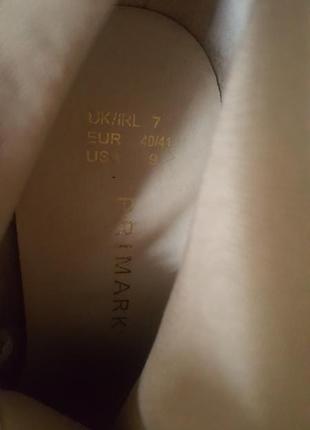 UK/IRL 7
EUR 40/41
US 9
PRIMARK